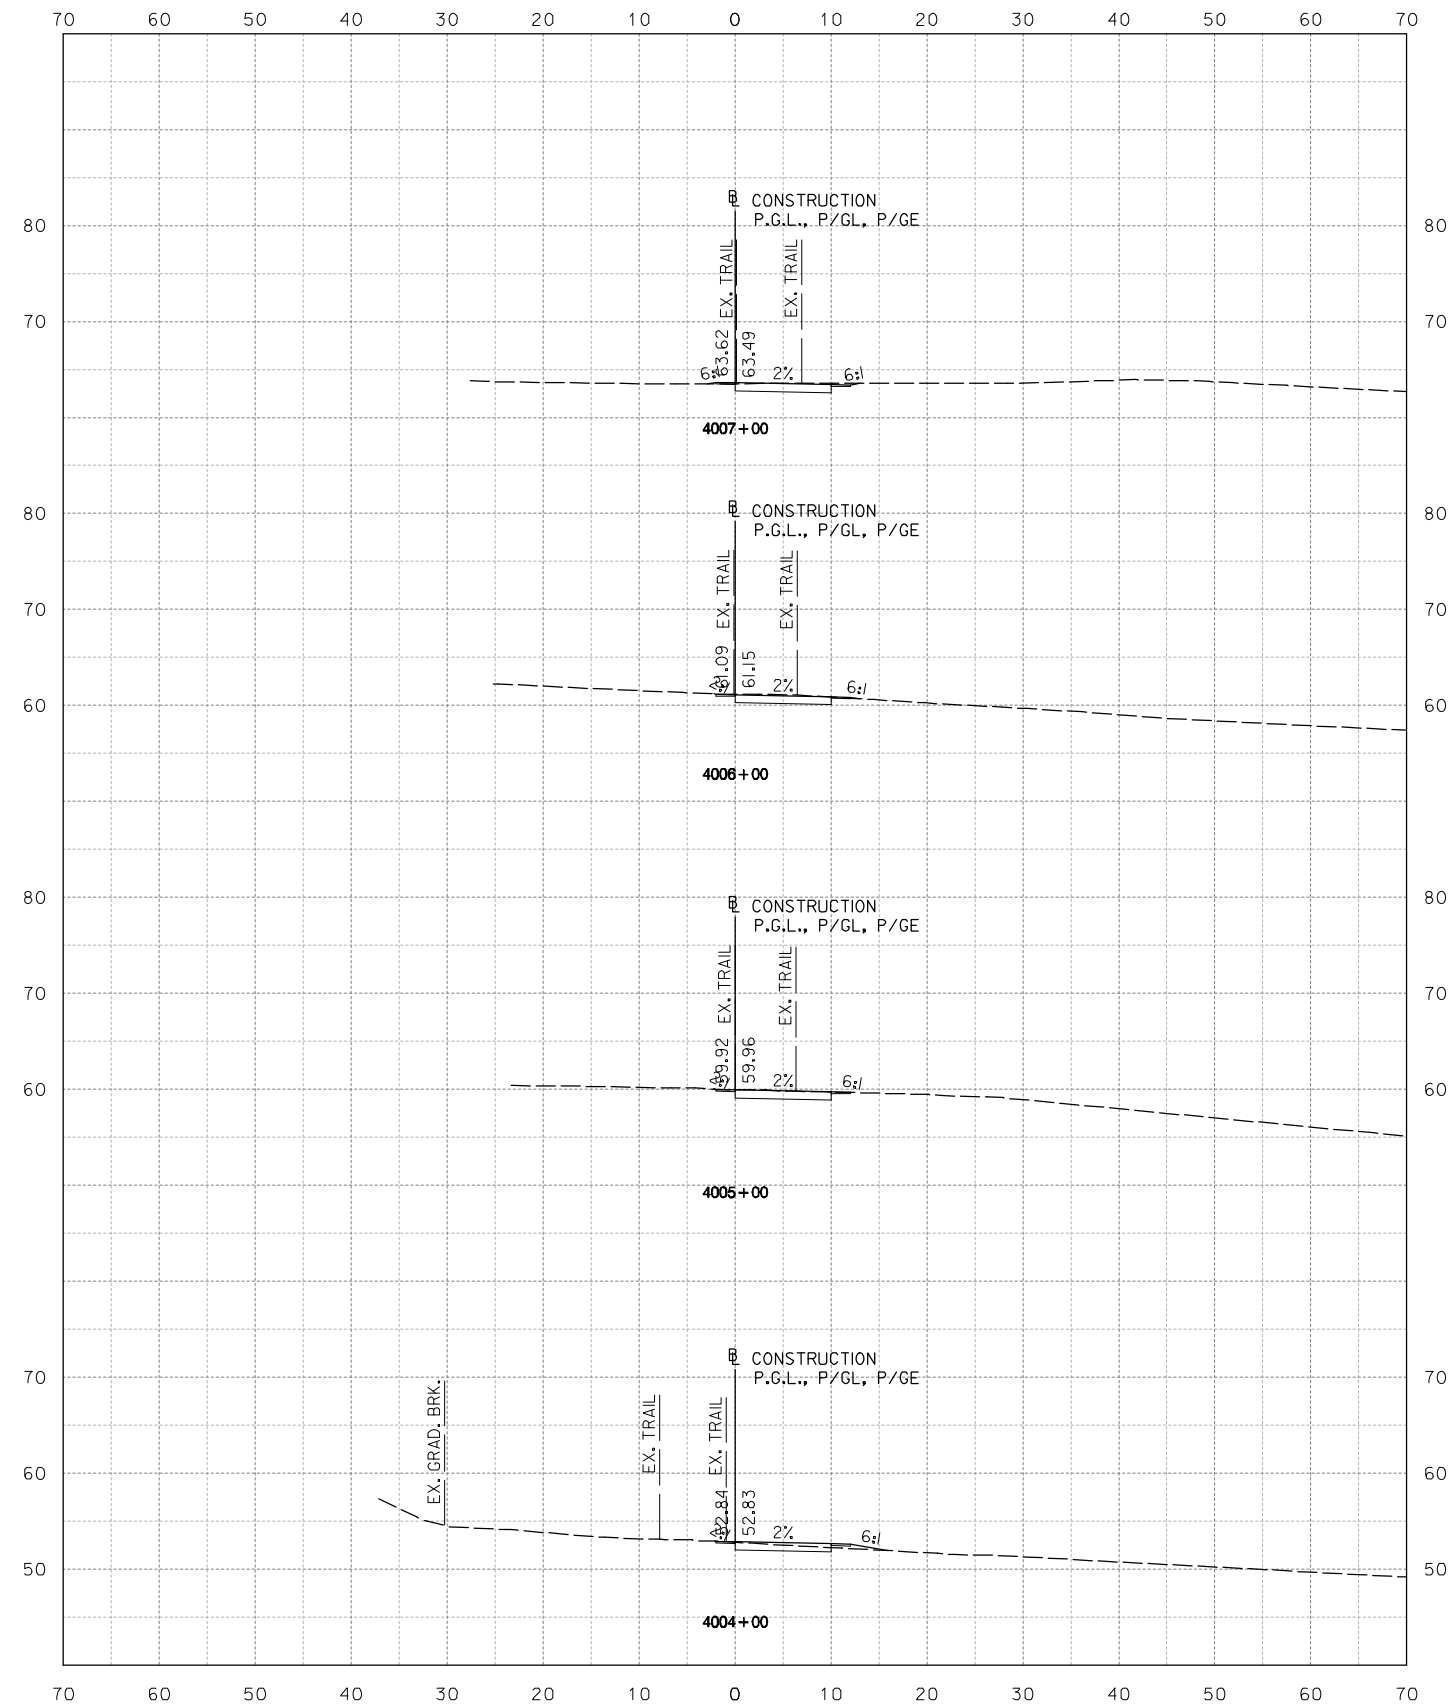 70 60 50 40 30 20 10 0 10 20 30 40 50 60 70
℄ CONSTRUCTION
P.G.L., P/GL, P/GE
80 80
EX. TRAIL EX. TRAIL
70 70
63.62 63.49
6:1 2% 6:1
4007+00
℄ CONSTRUCTION
80 80
P.G.L., P/GL, P/GE
EX. TRAIL EX. TRAIL
70 70
61.09 61.15
2% 6:1
60 60
4006+00
80 80
℄ CONSTRUCTION
P.G.L., P/GL, P/GE
EX. TRAIL EX. TRAIL
70 70
59.92 59.96
2% 6:1
60 60
4005+00
℄ CONSTRUCTION
70 70
P.G.L., P/GL, P/GE
EX. GRAD. BRK. EX. TRAIL EX. TRAIL
60 60
52.84 52.83
2% 6:1
50 50
4004+00
70 60 50 40 30 20 10 0 10 20 30 40 50 60 70